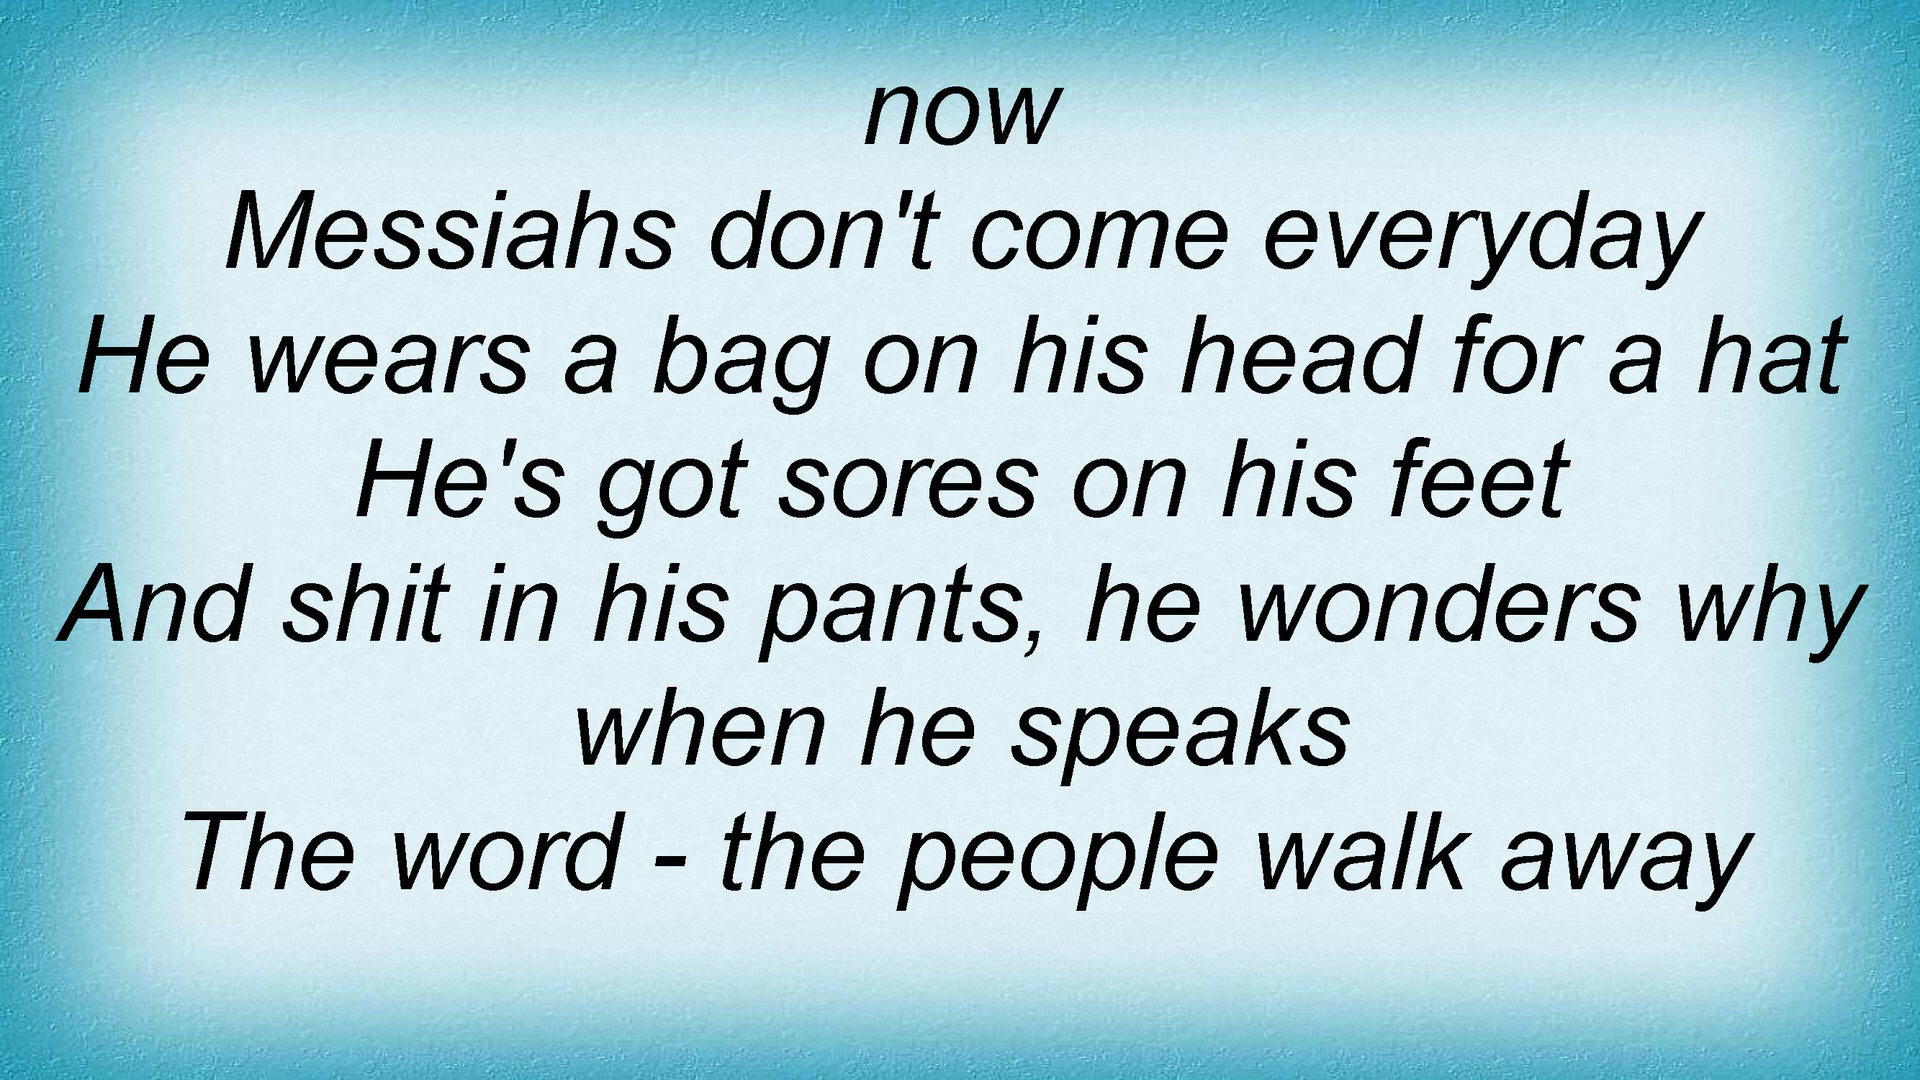 now
Messiahs don't come everyday
He wears a bag on his head for a hat
He's got sores on his feet
And shit in his pants, he wonders why
when he speaks
The word - the people walk away